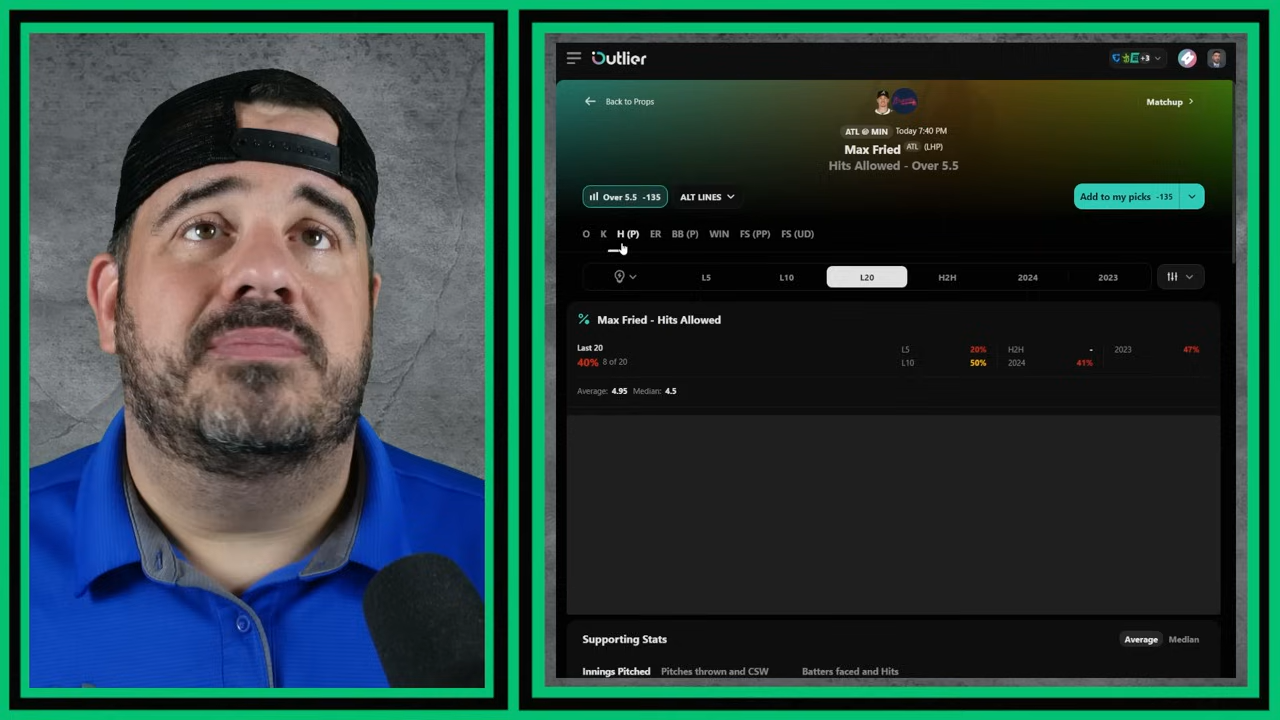 Outlier
+3
Back to Props
Matchup
ATL @ MIN Today 7:40 PM
Max Fried ATL (LHP)
Hits Allowed - Over 5.5
Over 5.5 -135
ALT LINES
Add to my picks -135
O K H (P) ER BB (P) WIN FS (PP) FS (UD)
L5 L10 L20 H2H 2024 2023
Max Fried - Hits Allowed
Last 20
40% 8 of 20
L5 20% H2H - 2023 47%
L10 50% 2024 41%
Average: 4.95 Median: 4.5
Supporting Stats
Average Median
Innings Pitched Pitches thrown and CSW Batters faced and Hits